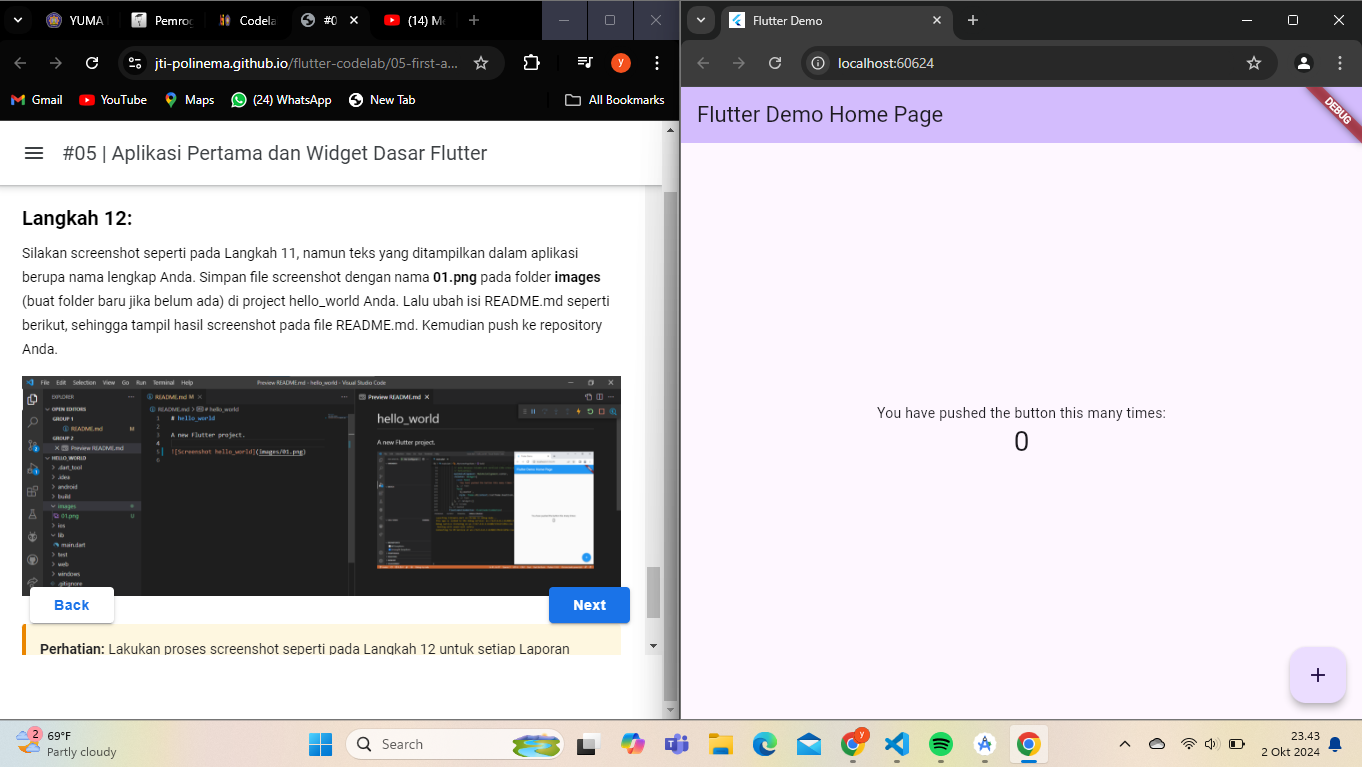 YUMA
Pemrog
Codela
#0
(14) Mo
jti-polinema.github.io/flutter-codelab/05-first-a...
y
Gmail
YouTube
Maps
(24) WhatsApp
New Tab
All Bookmarks
#05 | Aplikasi Pertama dan Widget Dasar Flutter
Langkah 12:
Silakan screenshot seperti pada Langkah 11, namun teks yang ditampilkan dalam aplikasi
berupa nama lengkap Anda. Simpan file screenshot dengan nama 01.png pada folder images
(buat folder baru jika belum ada) di project hello_world Anda. Lalu ubah isi README.md seperti
berikut, sehingga tampil hasil screenshot pada file README.md. Kemudian push ke repository
Anda.
File Edit Selection View Go Run Terminal Help
Preview README.md - hello_world - Visual Studio Code
EXPLORER
OPEN EDITORS
GROUP 1
README.md M
GROUP 2
Preview README.md
HELLO_WORLD
.dart_tool
.idea
android
build
images
01.png U
ios
lib
main.dart
test
web
windows
.gitignore
README.md M
README.md > # hello_world
1 # hello_world
2
3 A new Flutter project.
4
5 ![Screenshot hello_world](images/01.png)
6
Preview README.md
hello_world
A new Flutter project.
Back
Next
Perhatian: Lakukan proses screenshot seperti pada Langkah 12 untuk setiap Laporan
Flutter Demo
localhost:60624
Flutter Demo Home Page
DEBUG
You have pushed the button this many times:
0
+
2
69°F
Partly cloudy
Search
y
23.43
2 Okt 2024